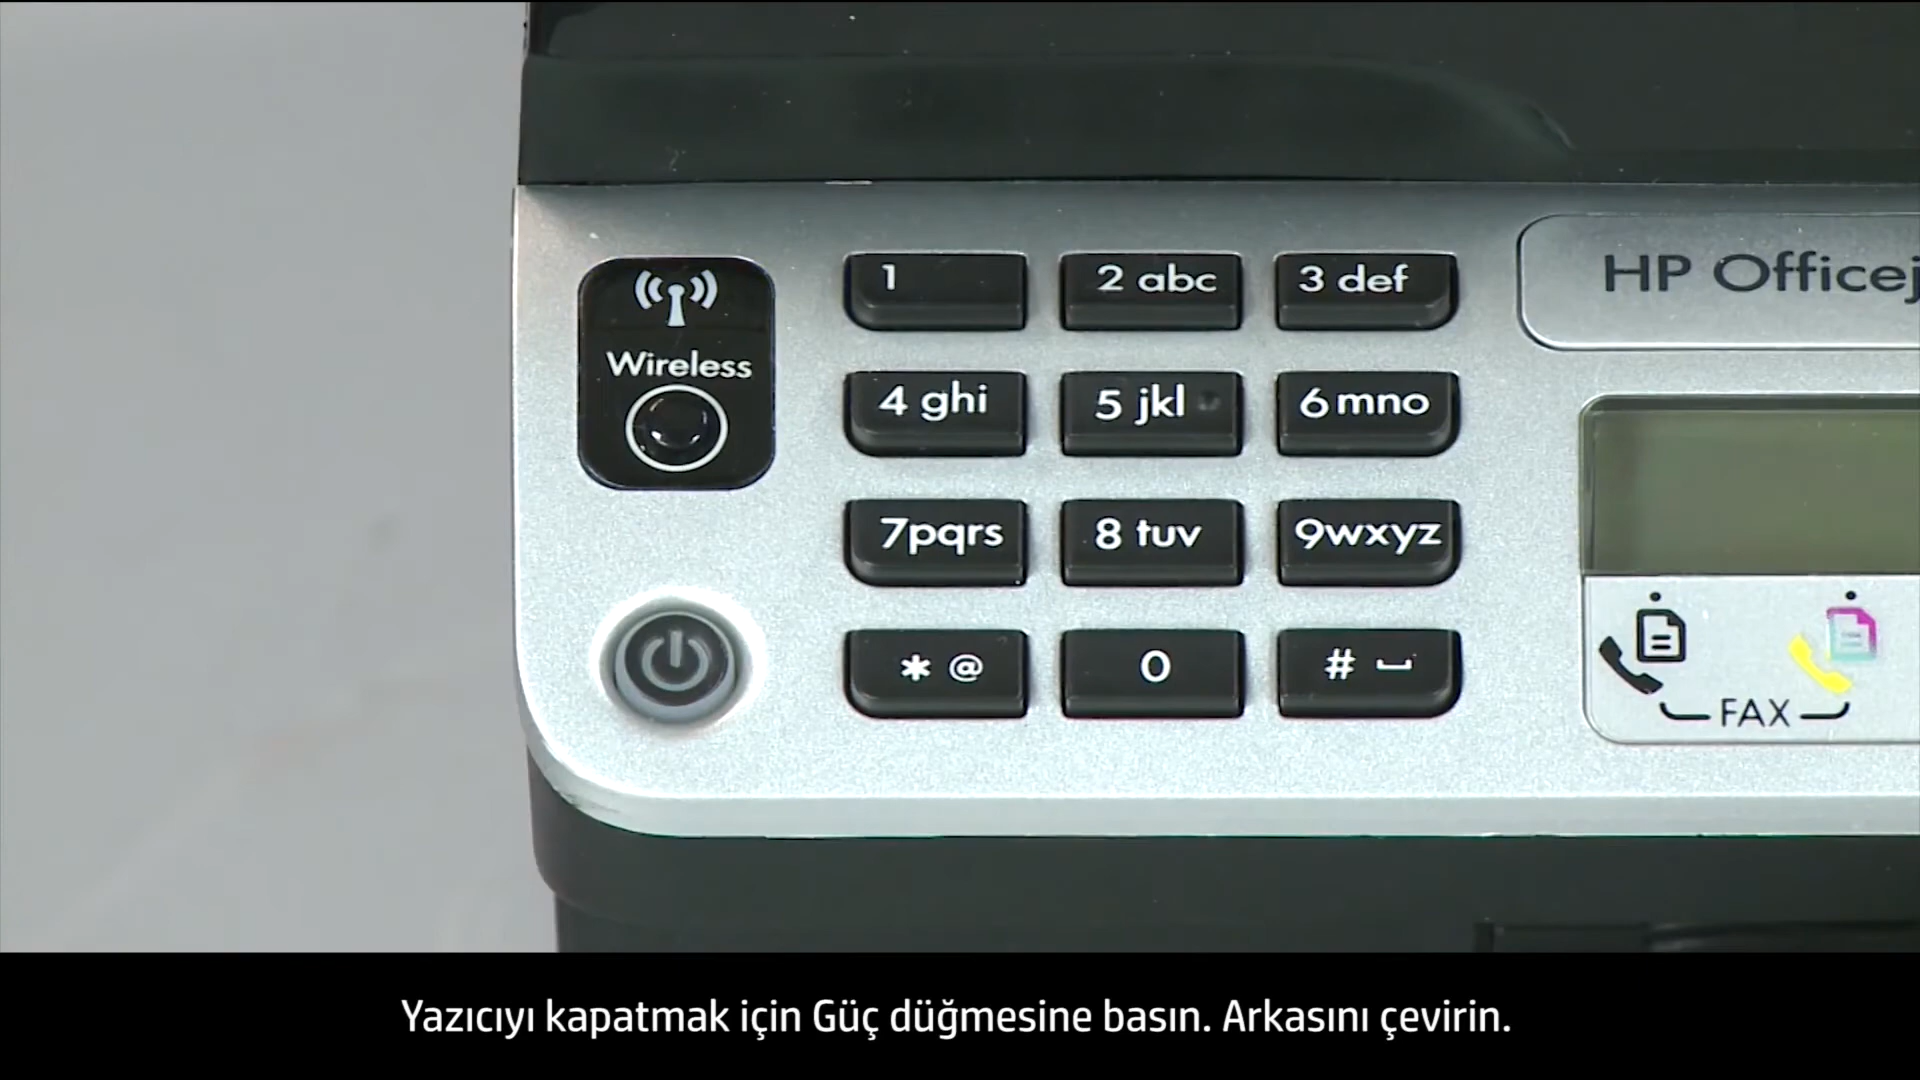 HP Officej
1
2 abc
3 def
Wireless
4 ghi
5 jkl
6 mno
7pqrs
8 tuv
9wxyz
* @
0
#
FAX
Yazıcıyı kapatmak için Güç düğmesine basın. Arkasını çevirin.